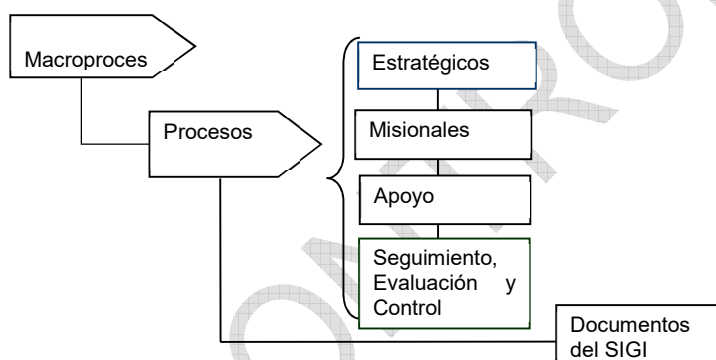 Macroproces
Procesos
Estratégicos
Misionales
Apoyo
Seguimiento,
Evaluación y
Control
Documentos
del SIGI